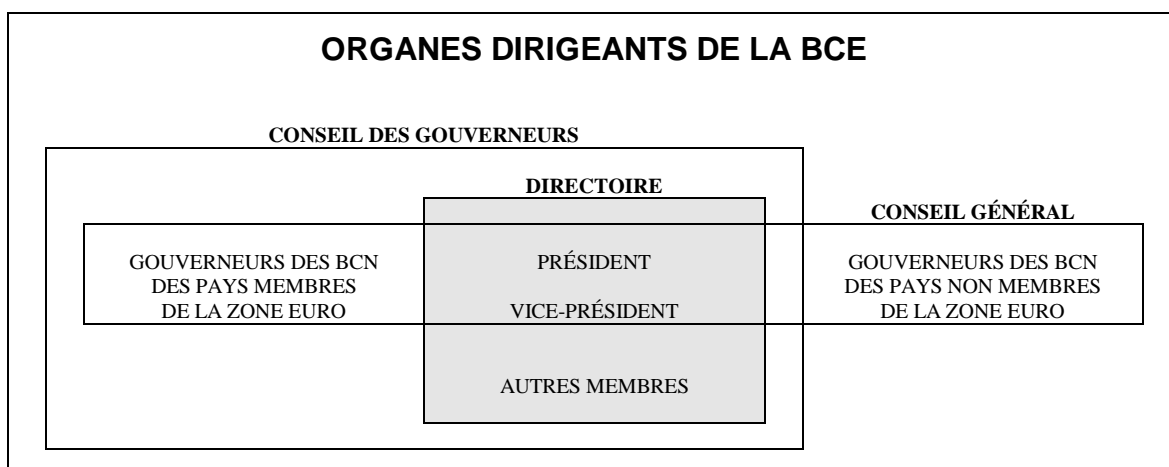 ORGANES DIRIGEANTS DE LA BCE
CONSEIL DES GOUVERNEURS
DIRECTOIRE
CONSEIL GÉNÉRAL
GOUVERNEURS DES BCN
DES PAYS MEMBRES
DE LA ZONE EURO
PRÉSIDENT
VICE-PRÉSIDENT
AUTRES MEMBRES
GOUVERNEURS DES BCN
DES PAYS NON MEMBRES
DE LA ZONE EURO